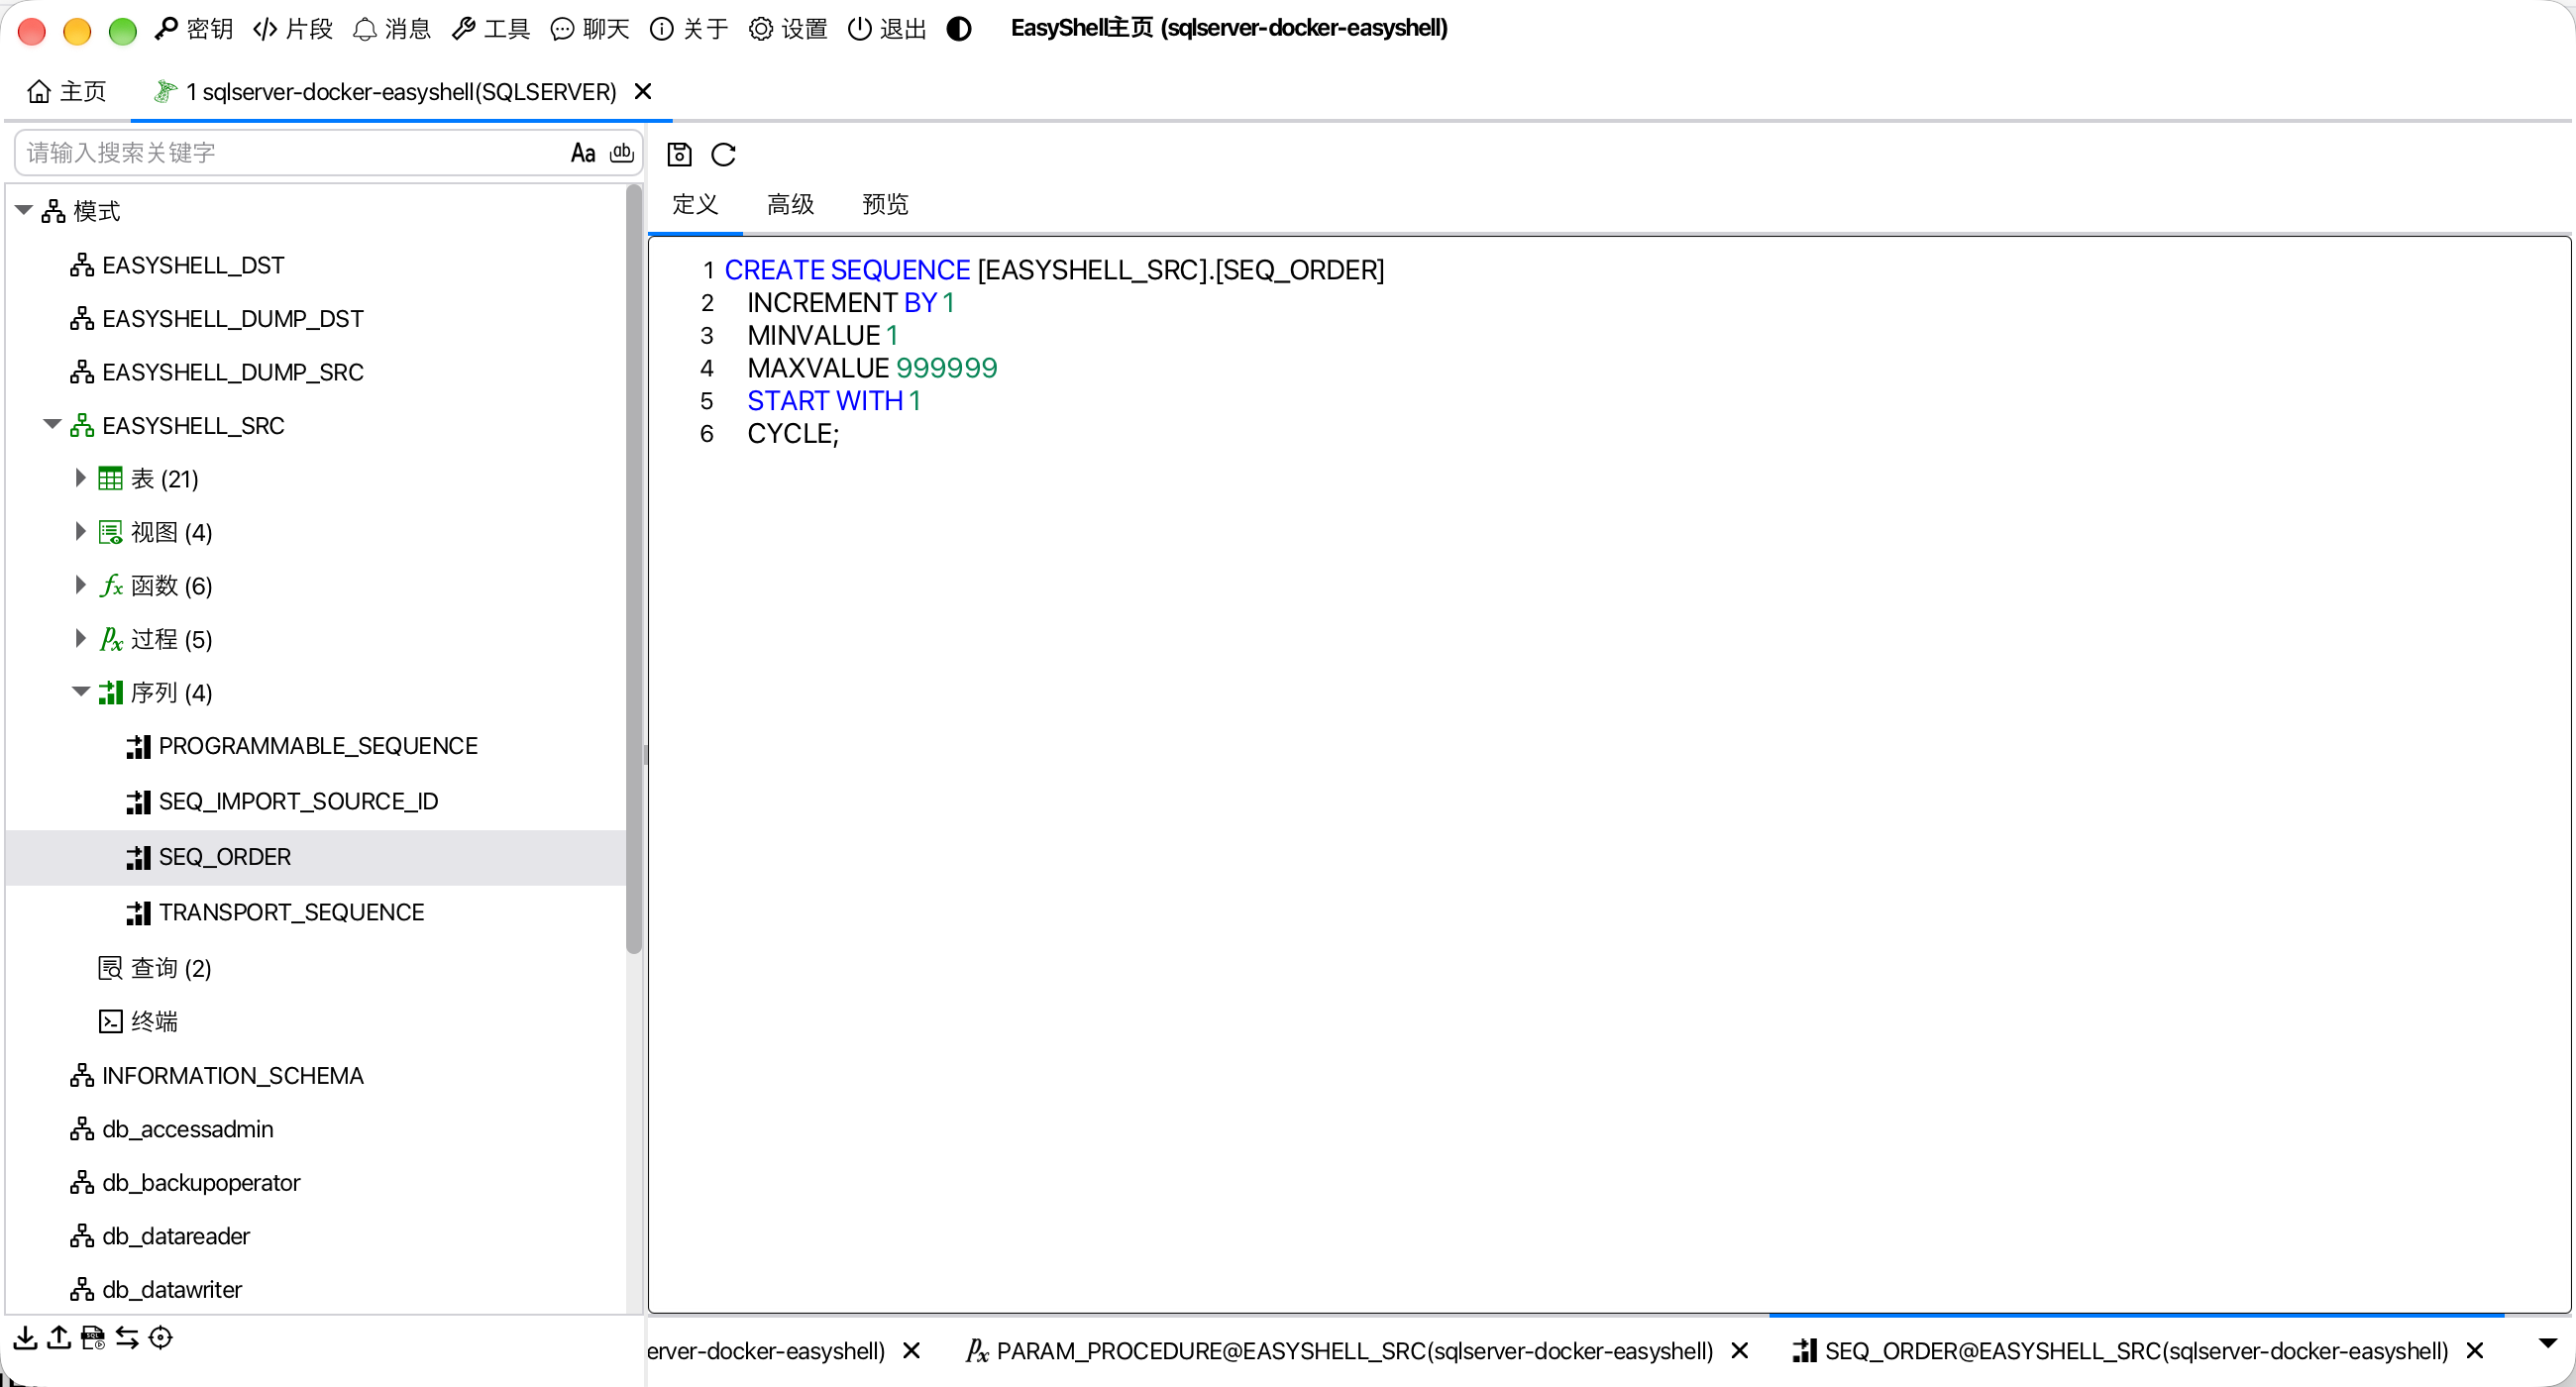 密钥 片段 消息 工具 聊天 关于 设置 退出 EasyShell主页 (sqlserver-docker-easyshell)
主页 1 sqlserver-docker-easyshell(SQLSERVER)
请输入搜索关键字 Aa ab
模式
EASYSHELL_DST
EASYSHELL_DUMP_DST
EASYSHELL_DUMP_SRC
EASYSHELL_SRC
表 (21)
视图 (4)
函数 (6)
过程 (5)
序列 (4)
PROGRAMMABLE_SEQUENCE
SEQ_IMPORT_SOURCE_ID
SEQ_ORDER
TRANSPORT_SEQUENCE
查询 (2)
终端
INFORMATION_SCHEMA
db_accessadmin
db_backupoperator
db_datareader
db_datawriter
定义 高级 预览
1 CREATE SEQUENCE [EASYSHELL_SRC].[SEQ_ORDER]
2 INCREMENT BY 1
3 MINVALUE 1
4 MAXVALUE 999999
5 START WITH 1
6 CYCLE;
erver-docker-easyshell) PARAM_PROCEDURE@EASYSHELL_SRC(sqlserver-docker-easyshell) SEQ_ORDER@EASYSHELL_SRC(sqlserver-docker-easyshell)